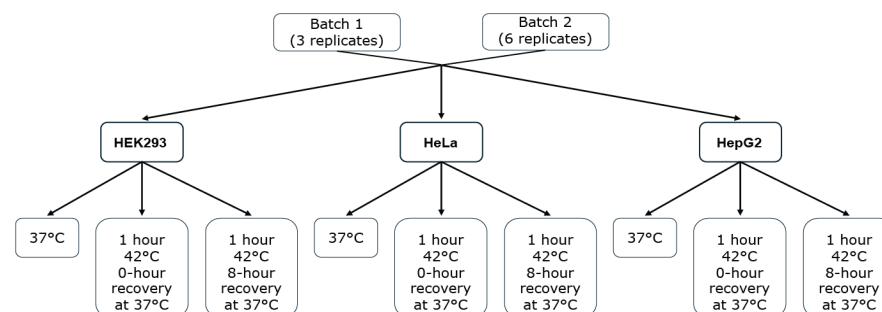 Batch 1
(3 replicates)
Batch 2
(6 replicates)
HEK293
HeLa
HepG2
37°C
1 hour
42°C
0-hour
recovery
at 37°C
1 hour
42°C
8-hour
recovery
at 37°C
37°C
1 hour
42°C
0-hour
recovery
at 37°C
1 hour
42°C
8-hour
recovery
at 37°C
37°C
1 hour
42°C
0-hour
recovery
at 37°C
1 hour
42°C
8-hour
recovery
at 37°C